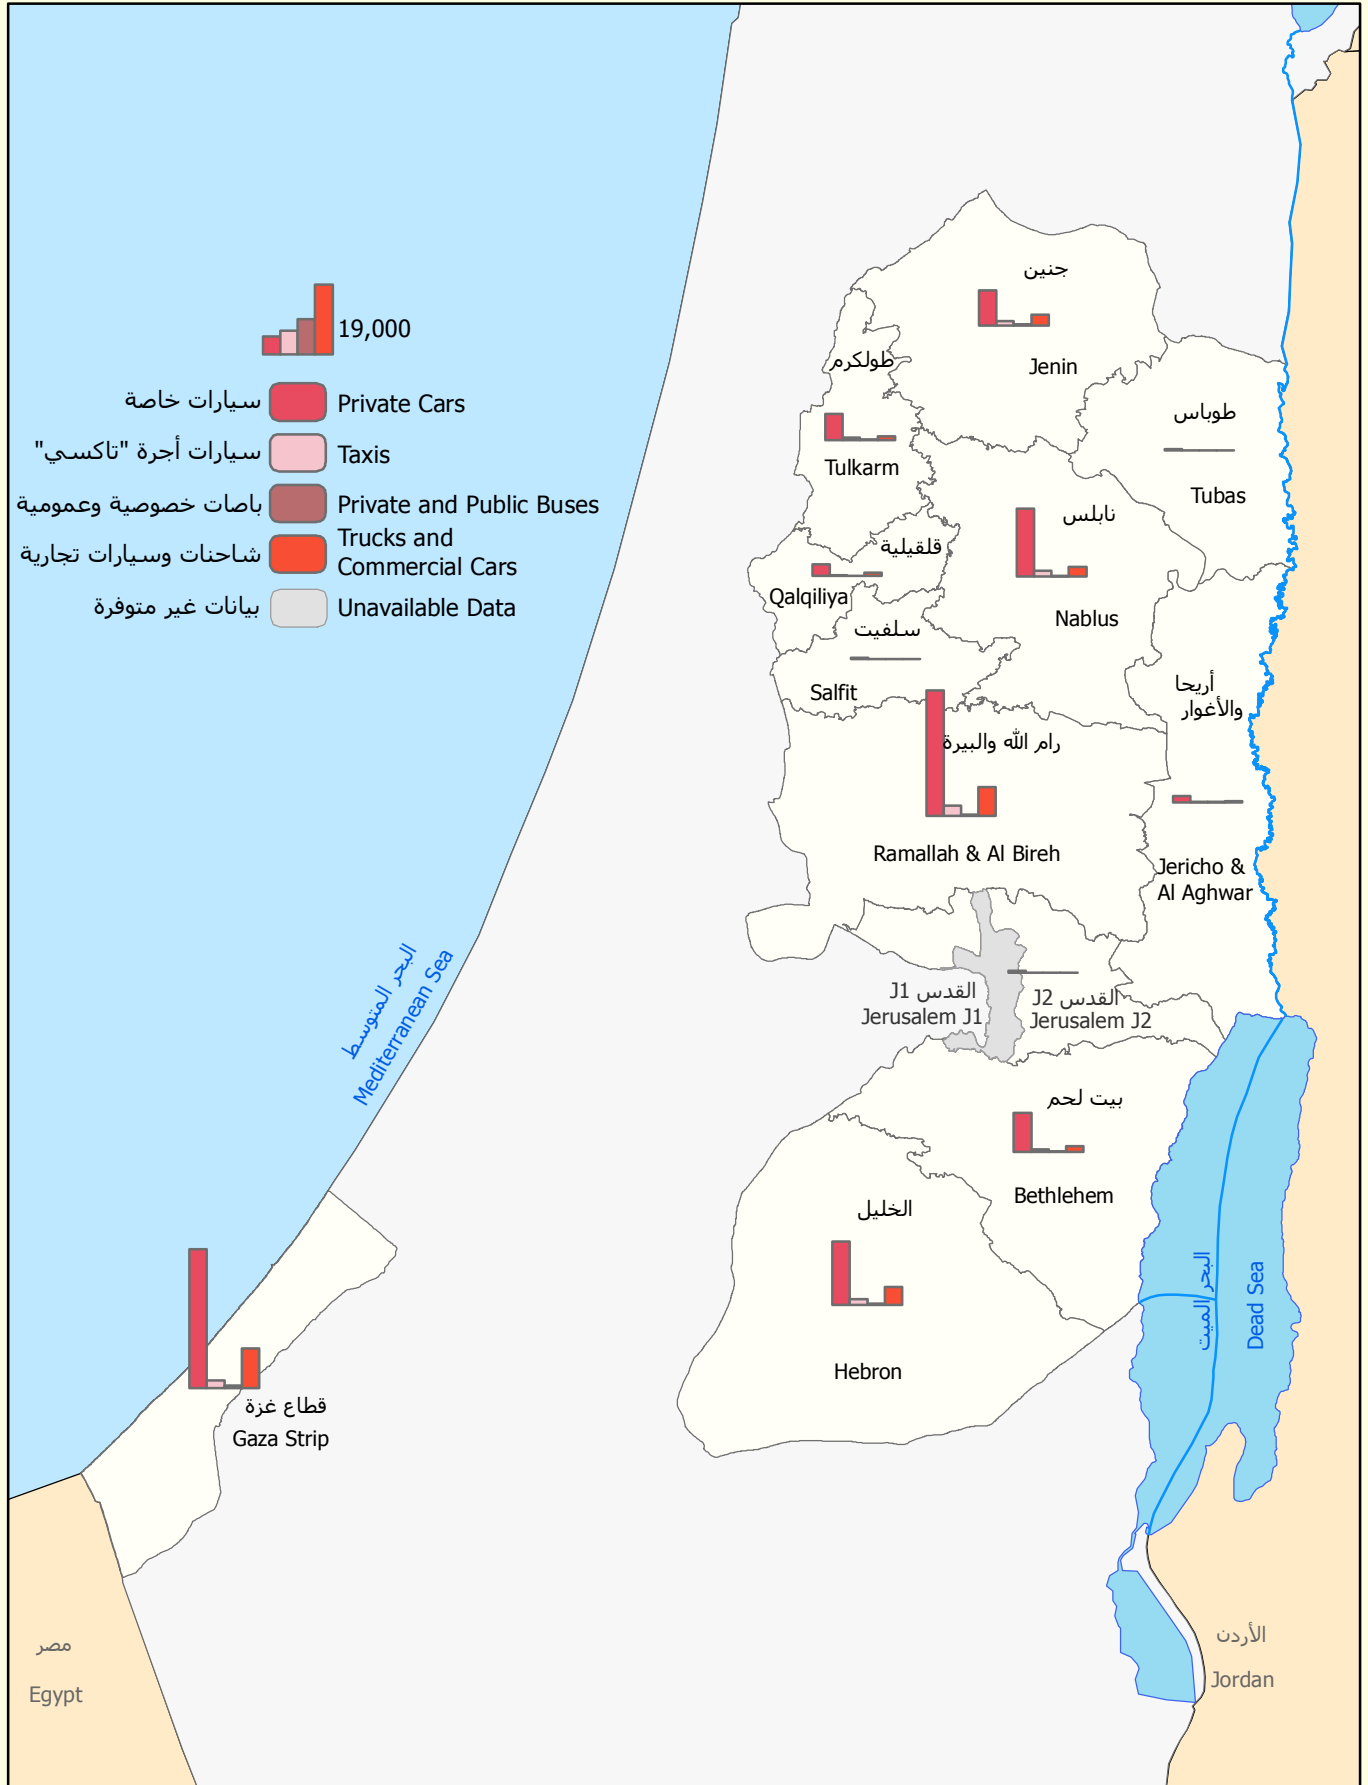 19,000
سيارات خاصة Private Cars
سيارات أجرة "تاكسي" Taxis
باصات خصوصية وعمومية Private and Public Buses
شاحنات وسيارات تجارية Trucks and
Commercial Cars
بيانات غير متوفرة Unavailable Data
جنين
Jenin
طولكرم
Tulkarm
طوباس
Tubas
نابلس
Nablus
قلقيلية
Qalqiliya
سلفيت
Salfit
أريحا
والأغوار
Jericho &
Al Aghwar
رام الله والبيرة
Ramallah & Al Bireh
القدس J1
Jerusalem J1
القدس J2
Jerusalem J2
بيت لحم
Bethlehem
الخليل
Hebron
البحر المتوسط
Mediterranean Sea
البحر الميت
Dead Sea
قطاع غزة
Gaza Strip
مصر
Egypt
الأردن
Jordan